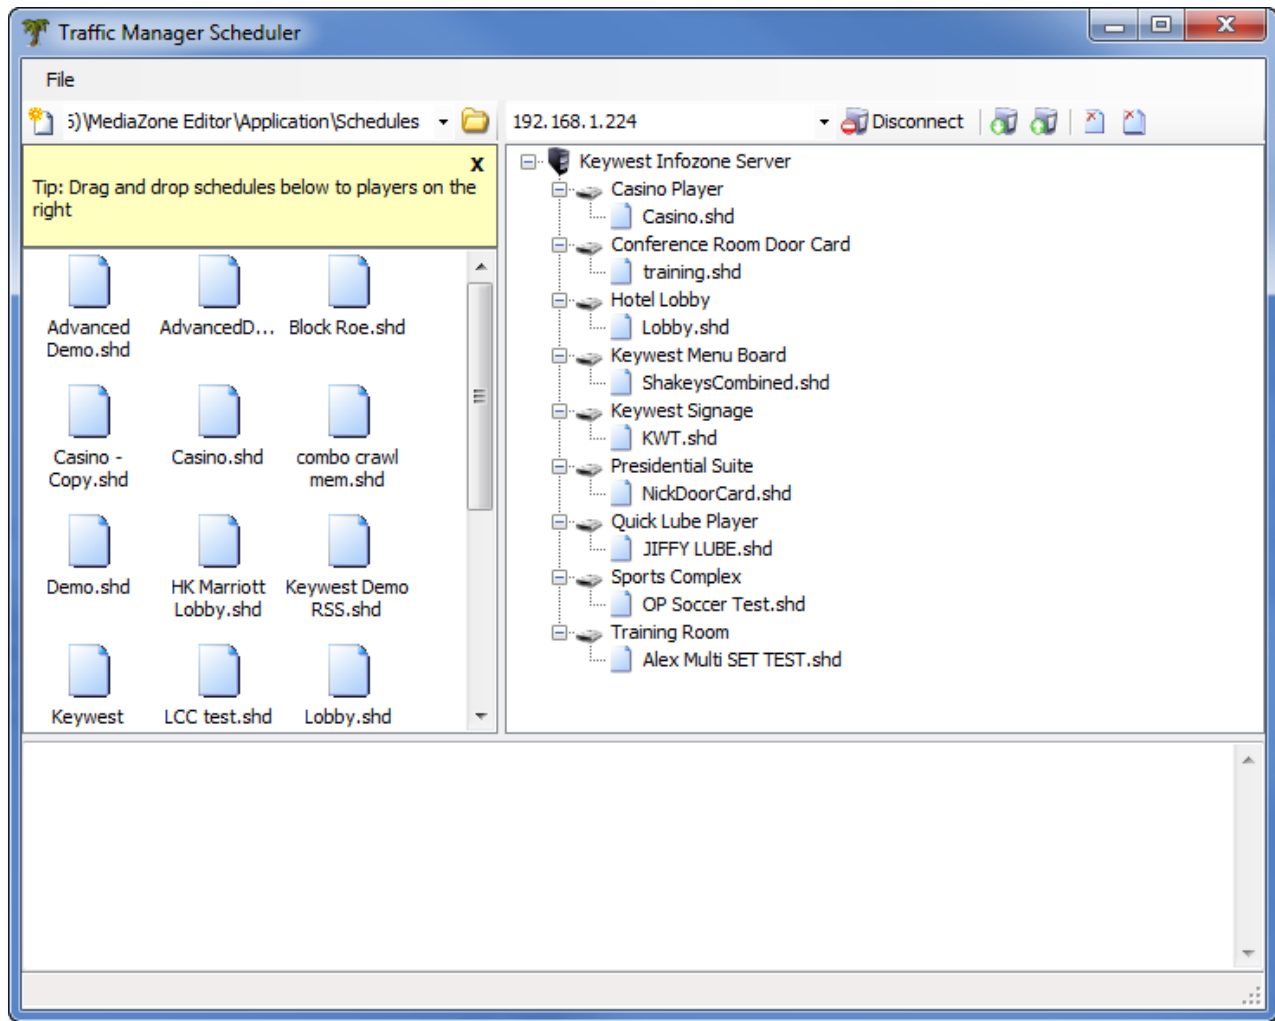 Traffic Manager Scheduler
File
5)\MediaZone Editor\Application\Schedules
192.168.1.224
Disconnect
X
Tip: Drag and drop schedules below to players on the
right
Advanced
Demo.shd
AdvancedD...
Block Roe.shd
Casino -
Copy.shd
Casino.shd
combo crawl
mem.shd
Demo.shd
HK Marriott
Lobby.shd
Keywest Demo
RSS.shd
Keywest
LCC test.shd
Lobby.shd
Keywest Infozone Server
Casino Player
Casino.shd
Conference Room Door Card
training.shd
Hotel Lobby
Lobby.shd
Keywest Menu Board
ShakeysCombined.shd
Keywest Signage
KWT.shd
Presidential Suite
NickDoorCard.shd
Quick Lube Player
JIFFY LUBE.shd
Sports Complex
OP Soccer Test.shd
Training Room
Alex Multi SET TEST.shd